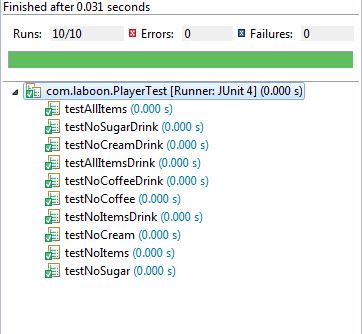 Finished after 0.031 seconds
Runs: 10/10 Errors: 0 Failures: 0
com.laboon.PlayerTest [Runner: JUnit 4] (0.000 s)
testAllItems (0.000 s)
testNoSugarDrink (0.000 s)
testNoCreamDrink (0.000 s)
testAllItemsDrink (0.000 s)
testNoCoffeeDrink (0.000 s)
testNoCoffee (0.000 s)
testNoItemsDrink (0.000 s)
testNoCream (0.000 s)
testNoItems (0.000 s)
testNoSugar (0.000 s)